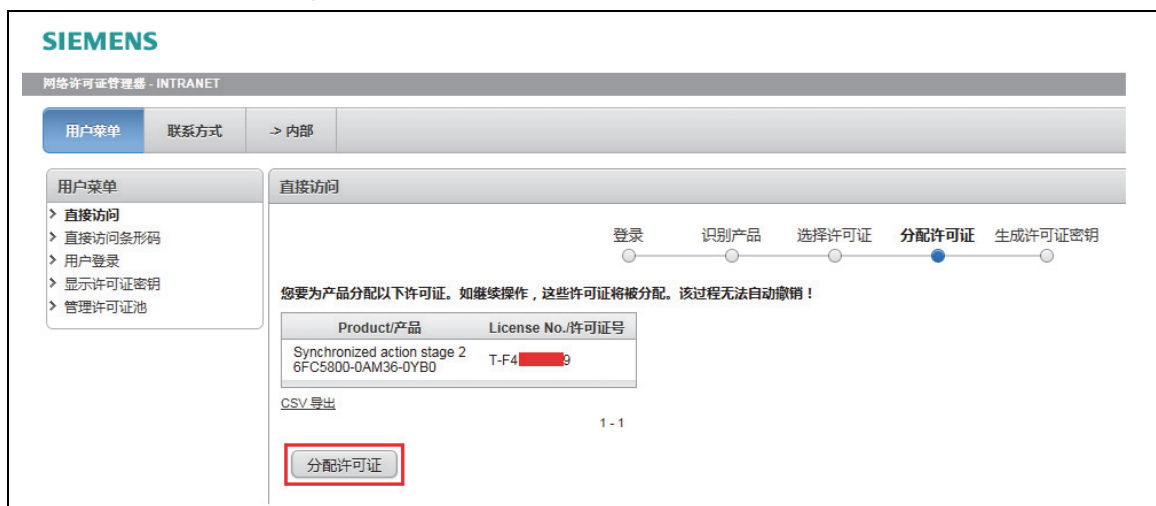 SIEMENS
网络许可证管理器 - INTRANET
用户菜单 联系方式 -> 内部
用户菜单
直接访问
直接访问条形码
用户登录
显示许可证密钥
管理许可证池
直接访问
登录 识别产品 选择许可证 分配许可证 生成许可证密钥
您要为产品分配以下许可证。如继续操作，这些许可证将被分配。该过程无法自动撤销！
Product/产品 License No./许可证号
Synchronized action stage 2
6FC5800-0AM36-0YB0
T-F4 9
CSV 导出
1 - 1
分配许可证